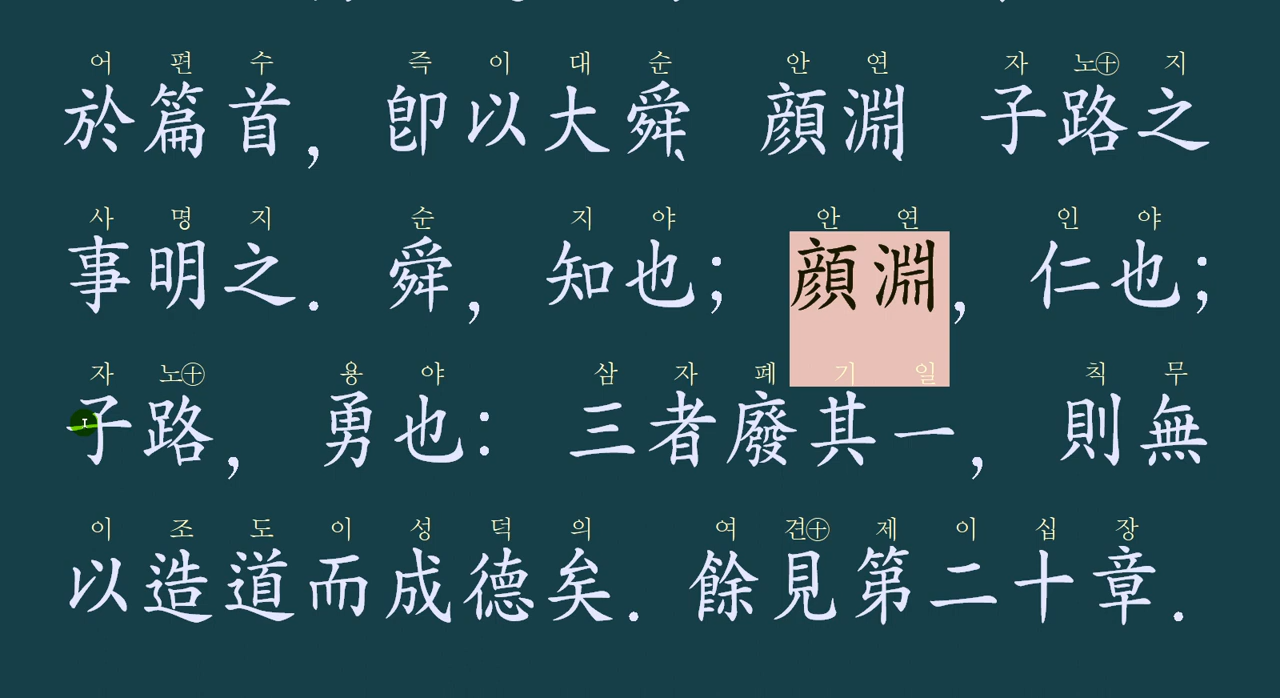 어 편 수 즉 이 대 순 안 연 자 노㊉ 지
於篇首, 卽以大舜、顔淵、子路之
사 명 지 순 지 야 안 연 인 야
事明之. 舜, 知也; 顔淵, 仁也;
자 노㊉ 용 야 삼 자 폐 기 일 칙 무
子路, 勇也: 三者廢其一, 則無
이 조 도 이 성 덕 의 여 견㊉ 제 이 십 장
以造道而成德矣. 餘見第二十章.